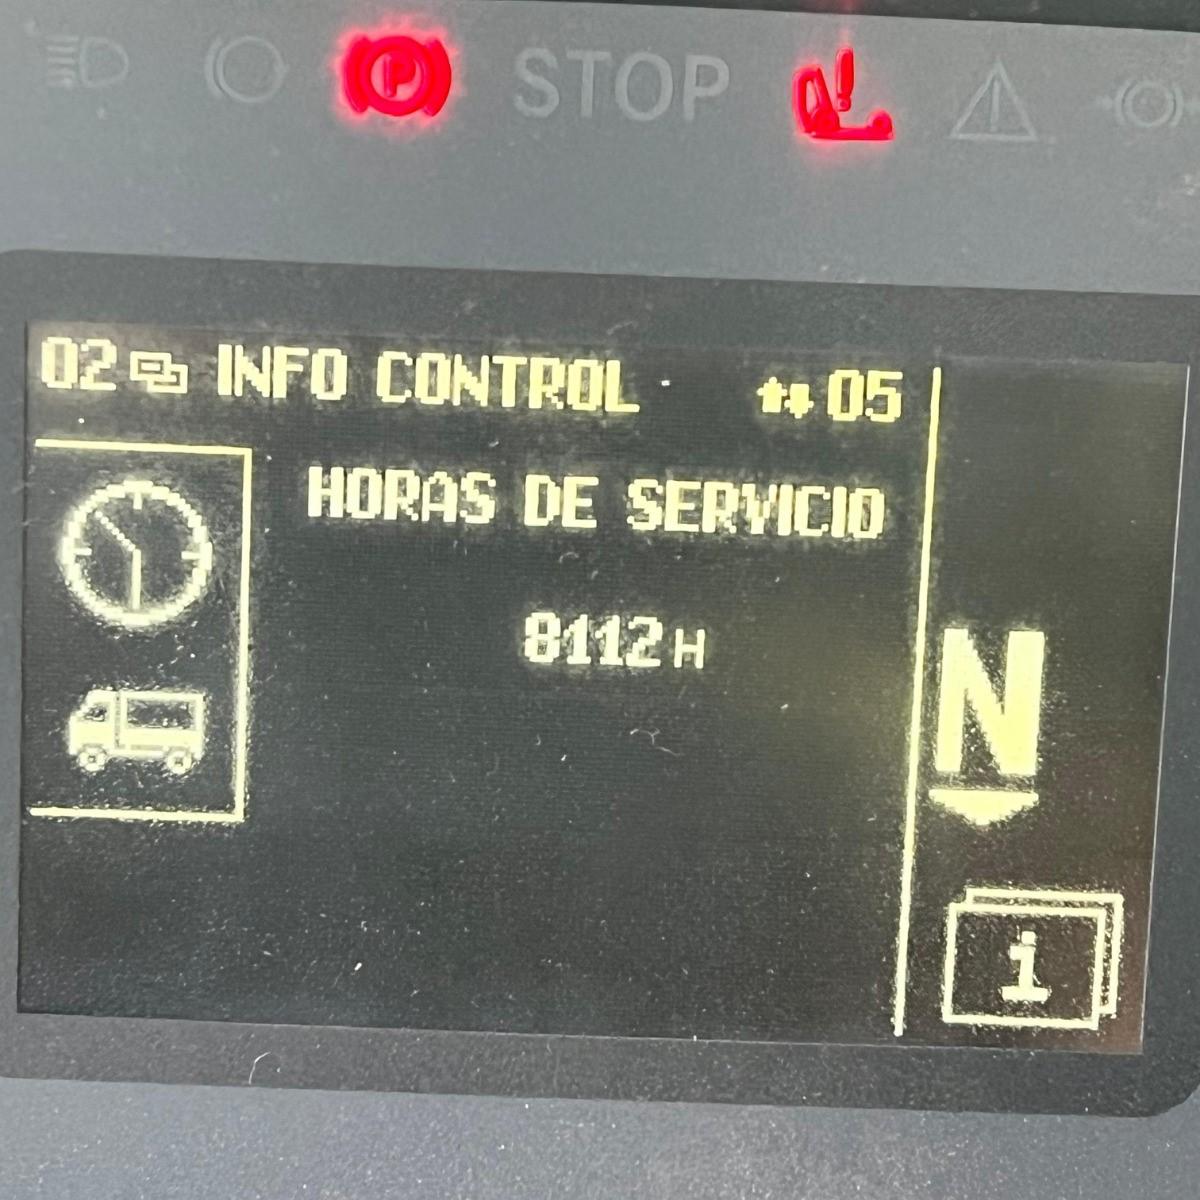 P STOP
02 INFO CONTROL 05
HORAS DE SERVICIO
8112 H
N
i